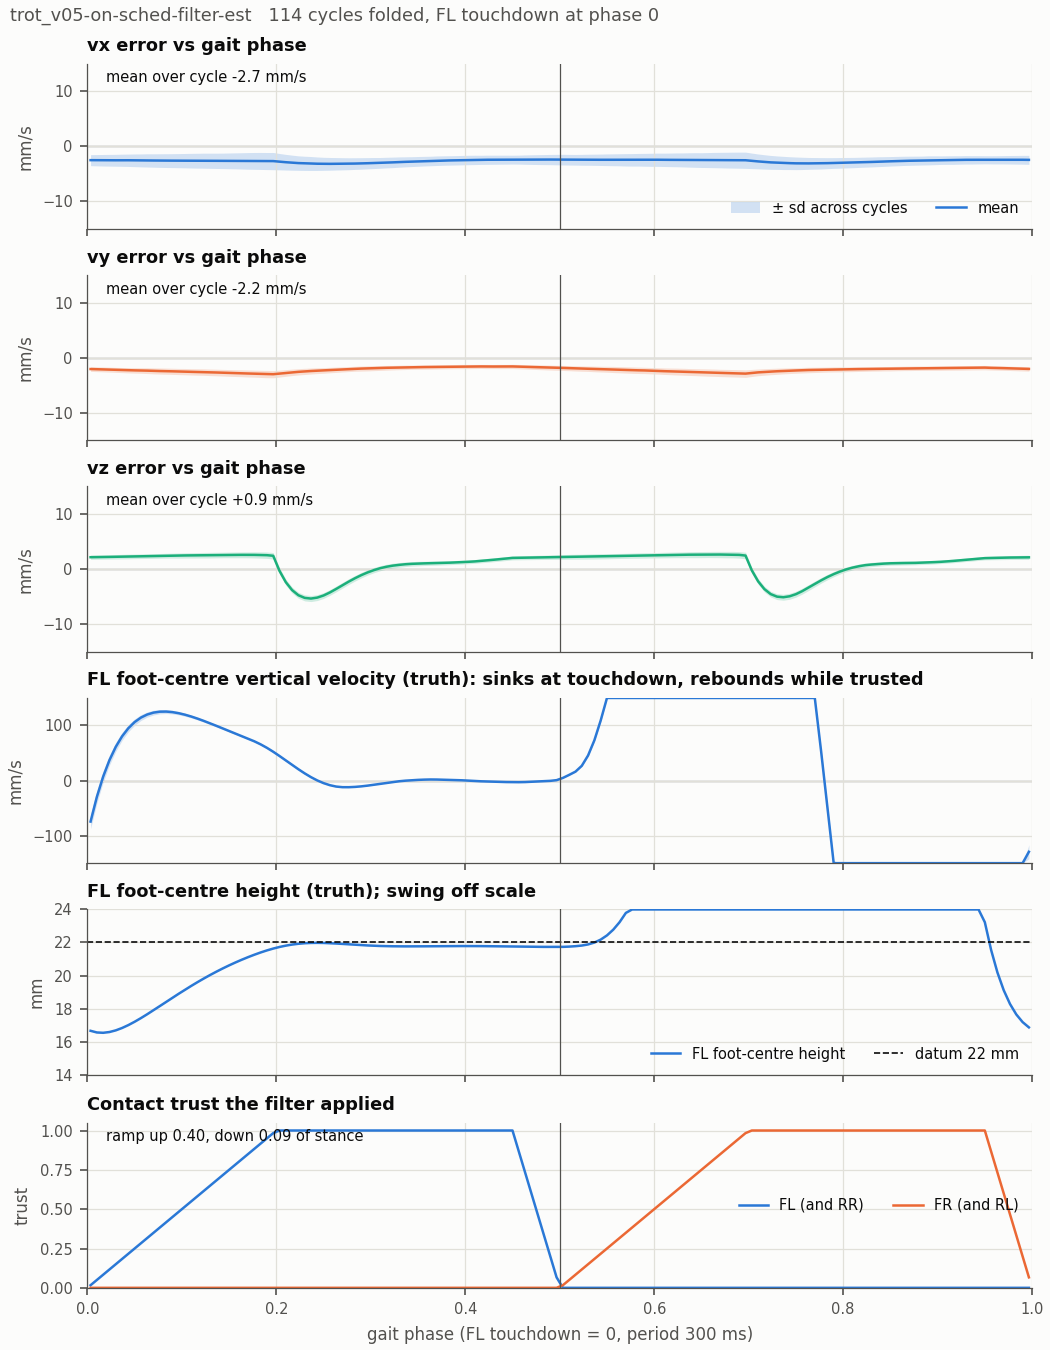 trot_v05-on-sched-filter-est   114 cycles folded, FL touchdown at phase 0
vx error vs gait phase
mean over cycle -2.7 mm/s
10
0
−10
mm/s
± sd across cycles
mean
vy error vs gait phase
mean over cycle -2.2 mm/s
10
0
−10
mm/s
vz error vs gait phase
mean over cycle +0.9 mm/s
10
0
−10
mm/s
FL foot-centre vertical velocity (truth): sinks at touchdown, rebounds while trusted
100
0
−100
mm/s
FL foot-centre height (truth); swing off scale
24
22
20
18
16
14
mm
FL foot-centre height
datum 22 mm
Contact trust the filter applied
ramp up 0.40, down 0.09 of stance
1.00
0.75
0.50
0.25
0.00
trust
FL (and RR)
FR (and RL)
0.0
0.2
0.4
0.6
0.8
1.0
gait phase (FL touchdown = 0, period 300 ms)